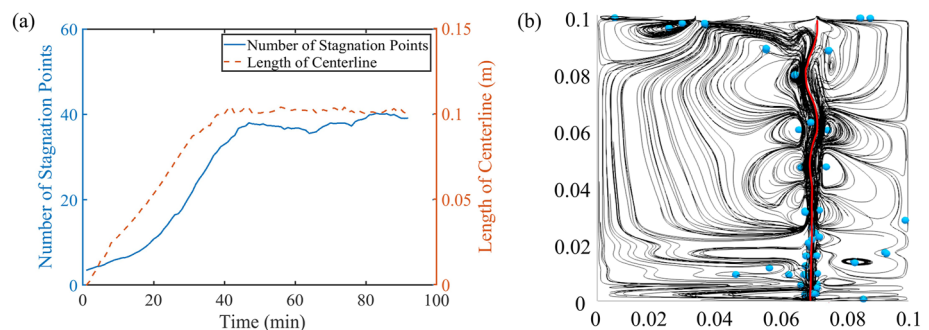 (a)
60
40
20
0
Number of Stagnation Points
Number of Stagnation Points
Length of Centerline
0.15
0.1
0.05
0
Length of Centerline (m)
0 20 40 60 80 100
Time (min)
(b)
0.1
0.08
0.06
0.04
0.02
0
0 0.02 0.04 0.06 0.08 0.1